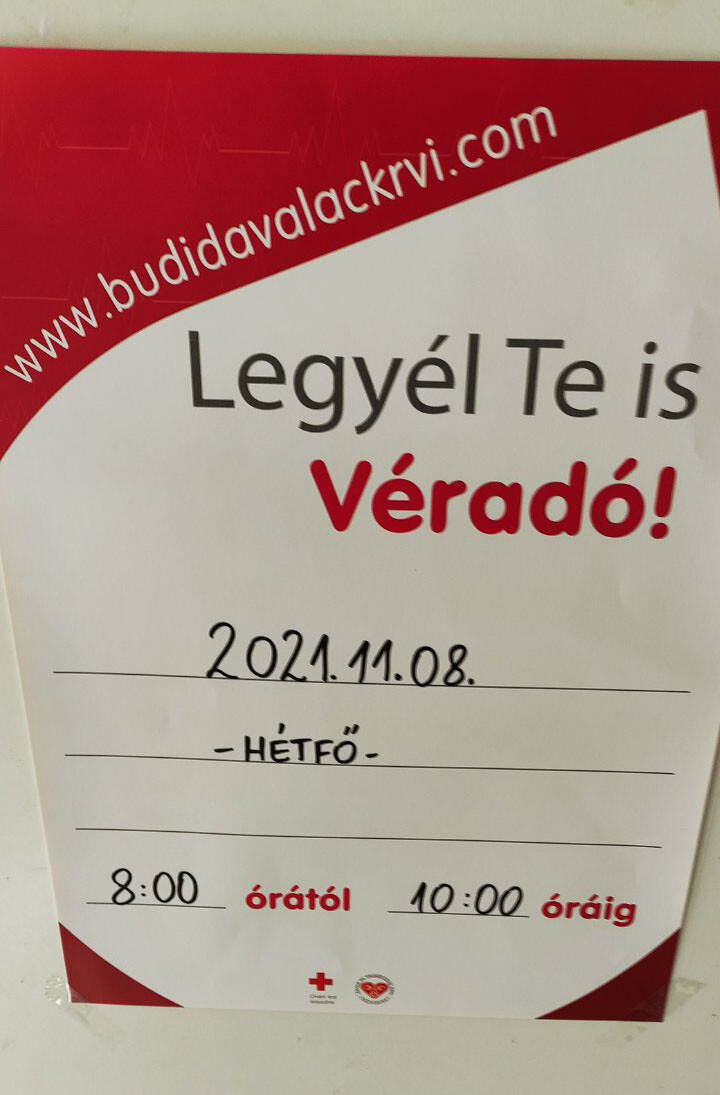 www.budidavalackrvi.com
Legyél Te is
Véradó!
2021.11.08.
- HÉTFŐ -
8:00 órától 10:00 óráig